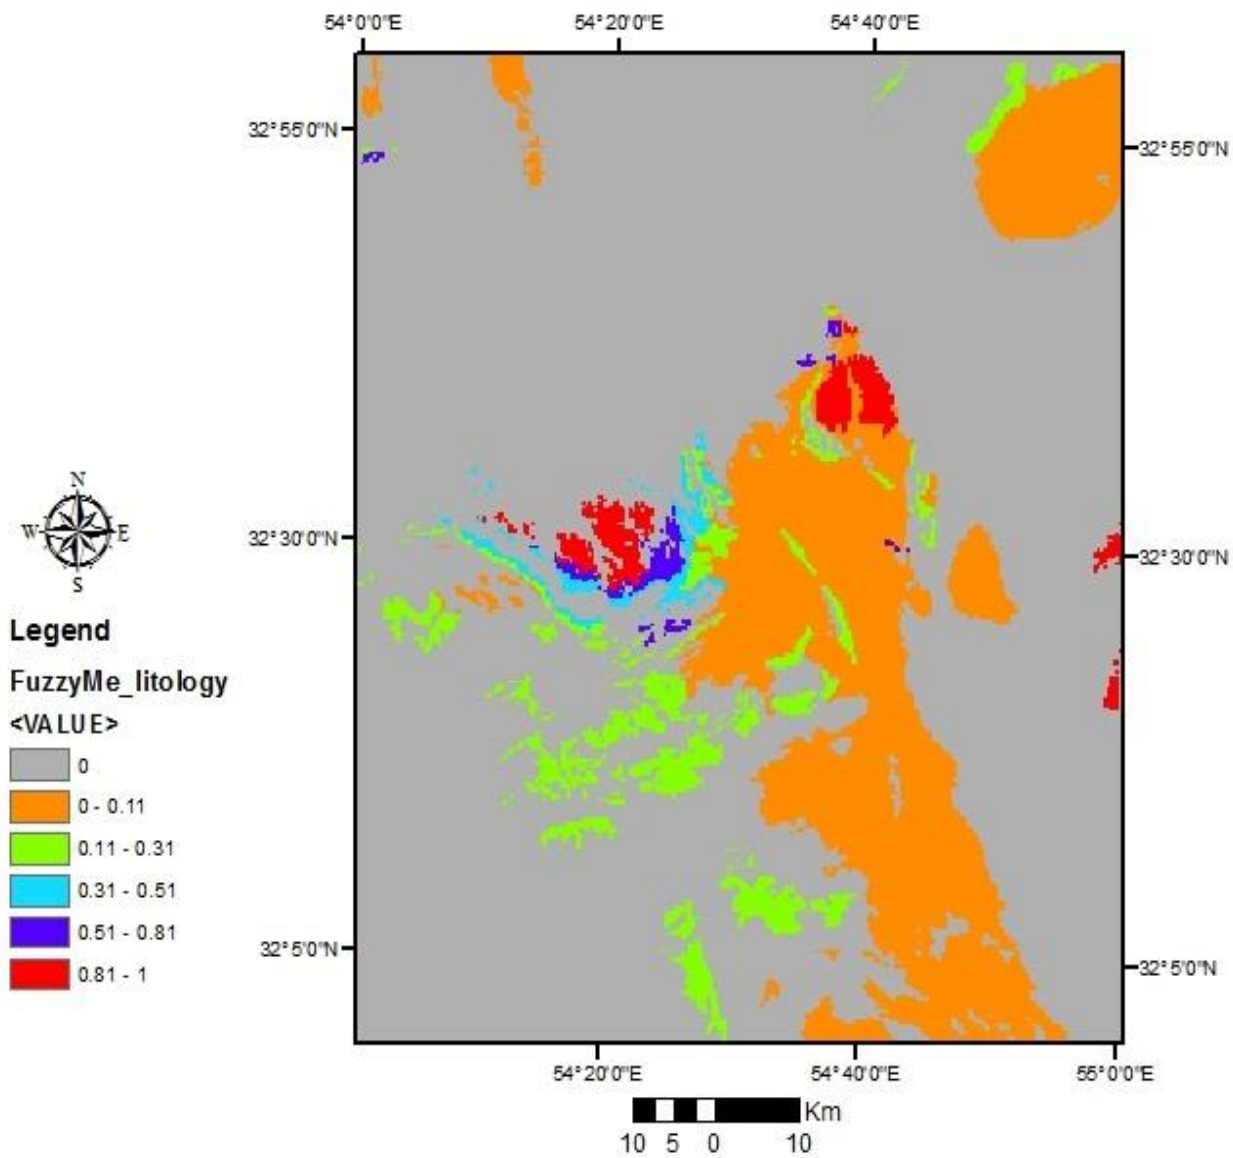 54°0'0"E 54°20'0"E 54°40'0"E
32°55'0"N 32°55'0"N
N
W E
S
32°30'0"N 32°30'0"N
Legend
FuzzyMe_litology
<VALUE>
0
0 - 0.11
0.11 - 0.31
0.31 - 0.51
0.51 - 0.81
0.81 - 1
32°5'0"N 32°5'0"N
54°20'0"E 54°40'0"E 55°0'0"E
Km
10 5 0 10